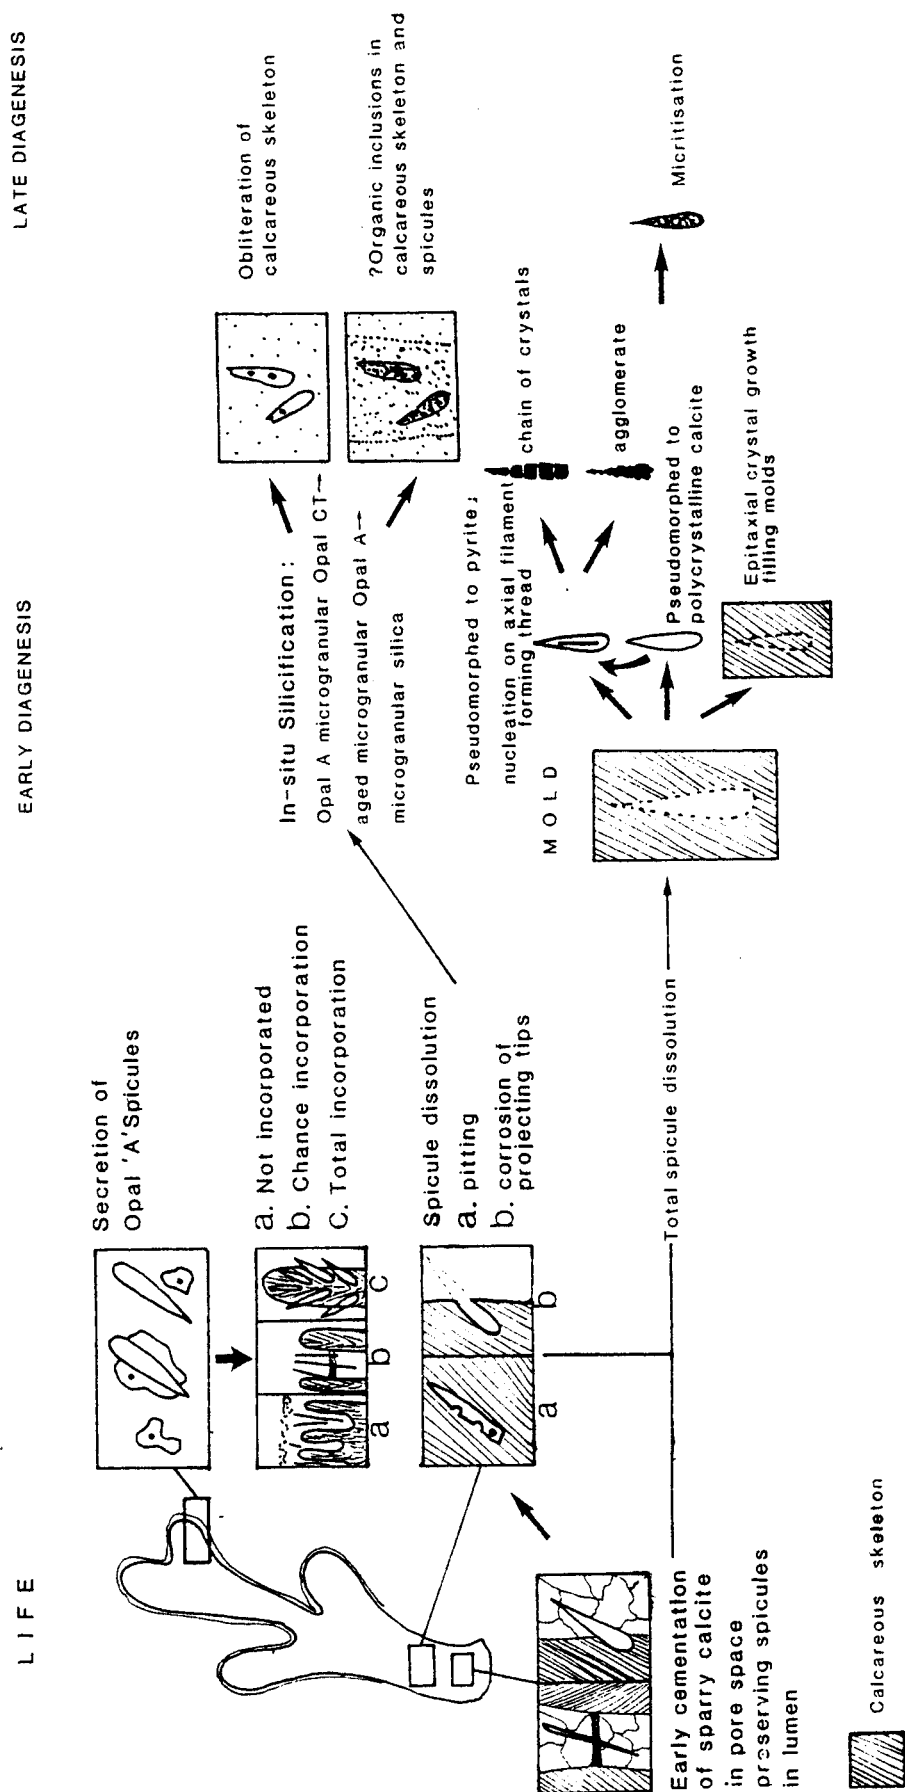 LIFE
EARLY DIAGENESIS
LATE DIAGENESIS
Secretion of
Opal 'A' Spicules
a. Not incorporated
b. Chance incorporation
C. Total incorporation
a
b
c
Spicule dissolution
a. pitting
b. corrosion of
projecting tips
a
b
Early cementation
of sparry calcite
in pore space
preserving spicules
in lumen
Calcareous skeleton
Total spicule dissolution
In-situ Silicification:
Opal A microgranular Opal CT→
aged microgranular Opal A→
microgranular silica
Obliteration of
calcareous skeleton
?Organic inclusions in
calcareous skeleton and
spicules
MOLD
Pseudomorphed to pyrite;
nucleation on axial filament
forming thread
chain of crystals
agglomerate
Pseudomorphed to
polycrystalline calcite
Epitaxial crystal growth
filling molds
Micritisation